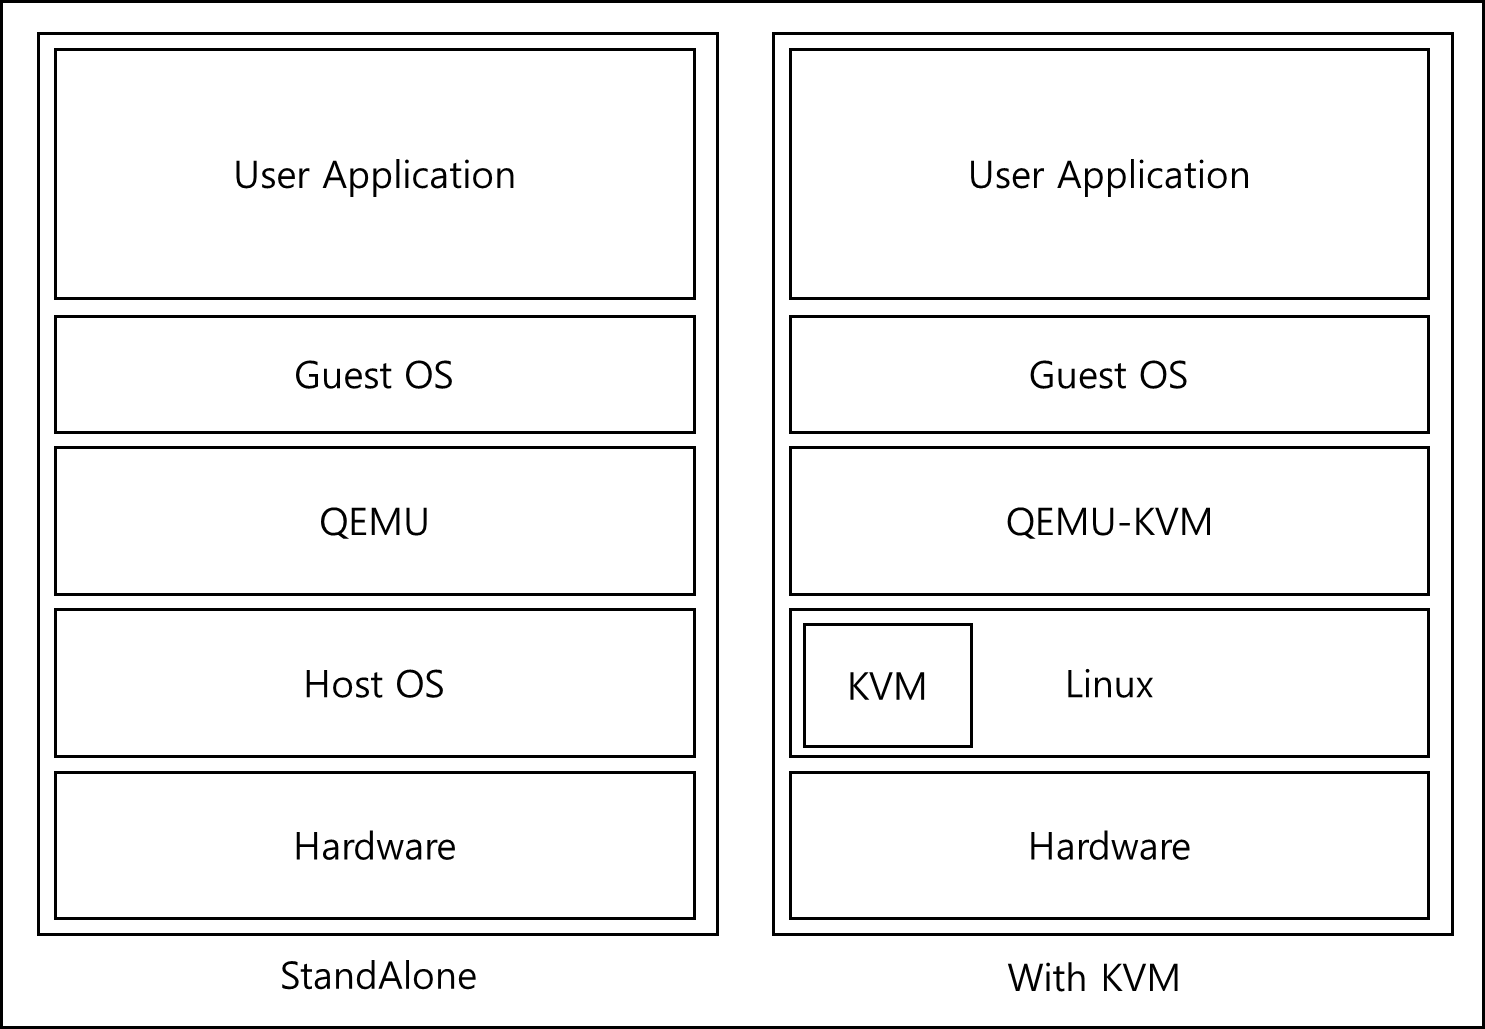 User Application
Guest OS
QEMU
Host OS
Hardware
StandAlone
User Application
Guest OS
QEMU-KVM
KVM
Linux
Hardware
With KVM